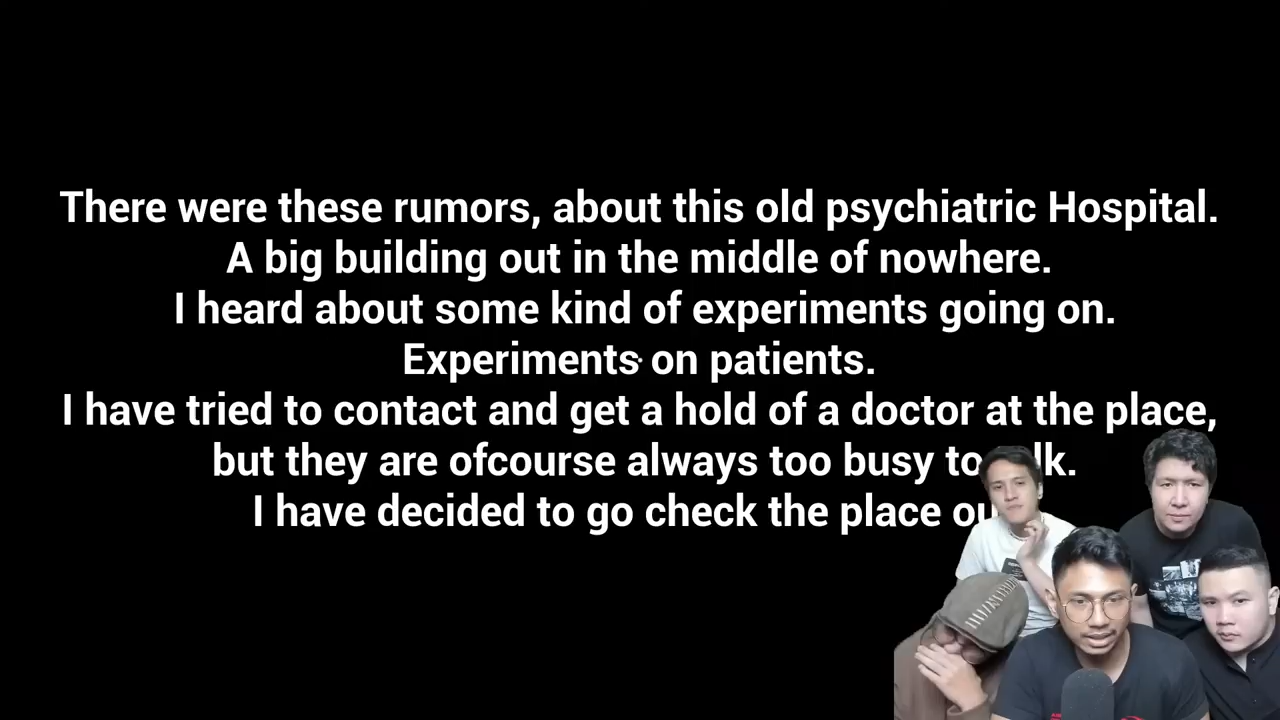 There were these rumors, about this old psychiatric Hospital.
A big building out in the middle of nowhere.
I heard about some kind of experiments going on.
Experiments on patients.
I have tried to contact and get a hold of a doctor at the place,
but they are ofcourse always too busy to
I have decided to go check the place